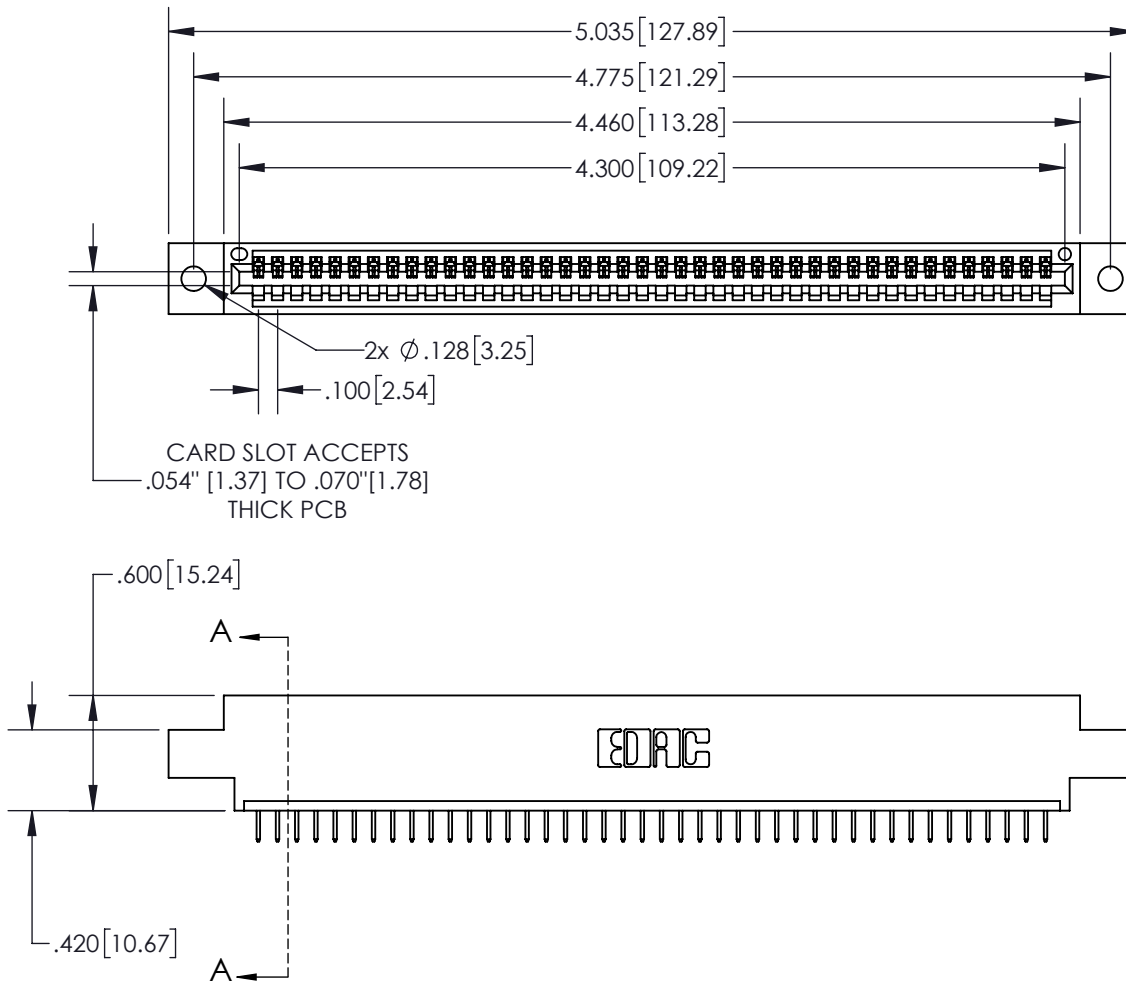 5.035[127.89]
4.775[121.29]
4.460[113.28]
4.300[109.22]
2x Ø.128[3.25]
.100[2.54]
CARD SLOT ACCEPTS
.054" [1.37] TO .070"[1.78]
THICK PCB
.600[15.24]
A
EDAC
.420[10.67]
A